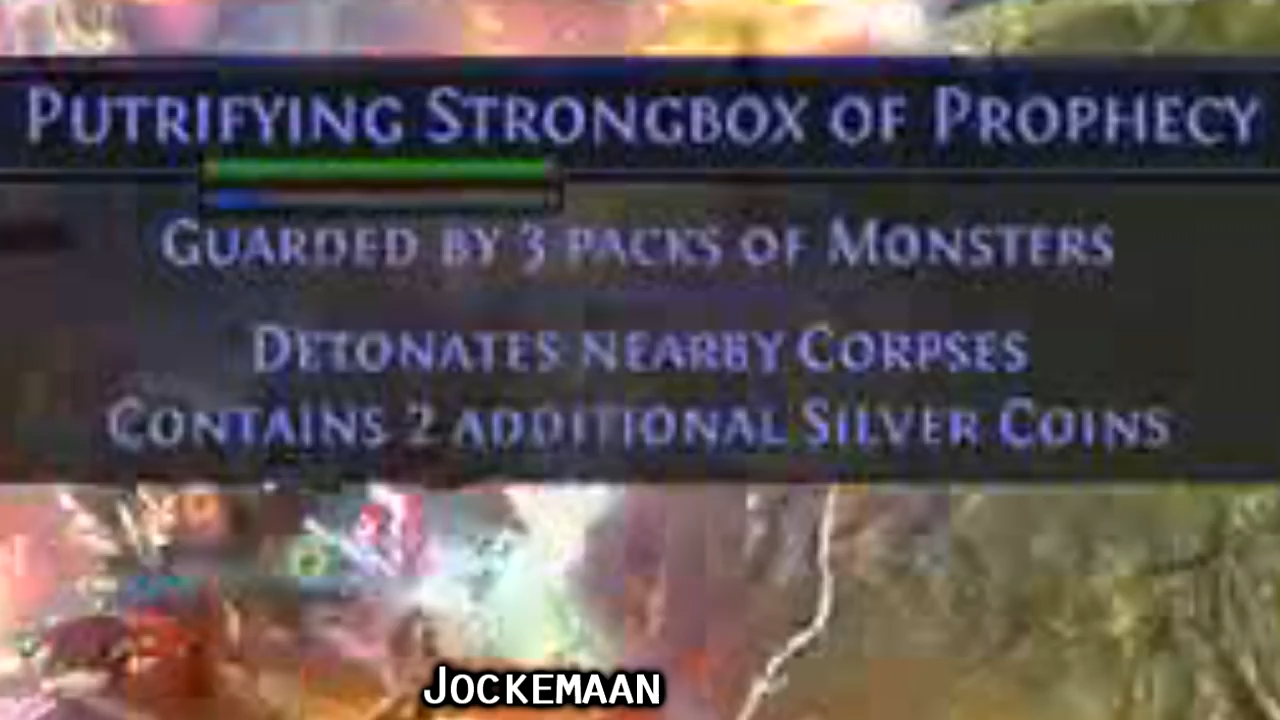 Putrifying Strongbox of Prophecy
Guarded by 3 packs of Monsters
Detonates nearby Corpses
Contains 2 additional Silver Coins
Jockemaan